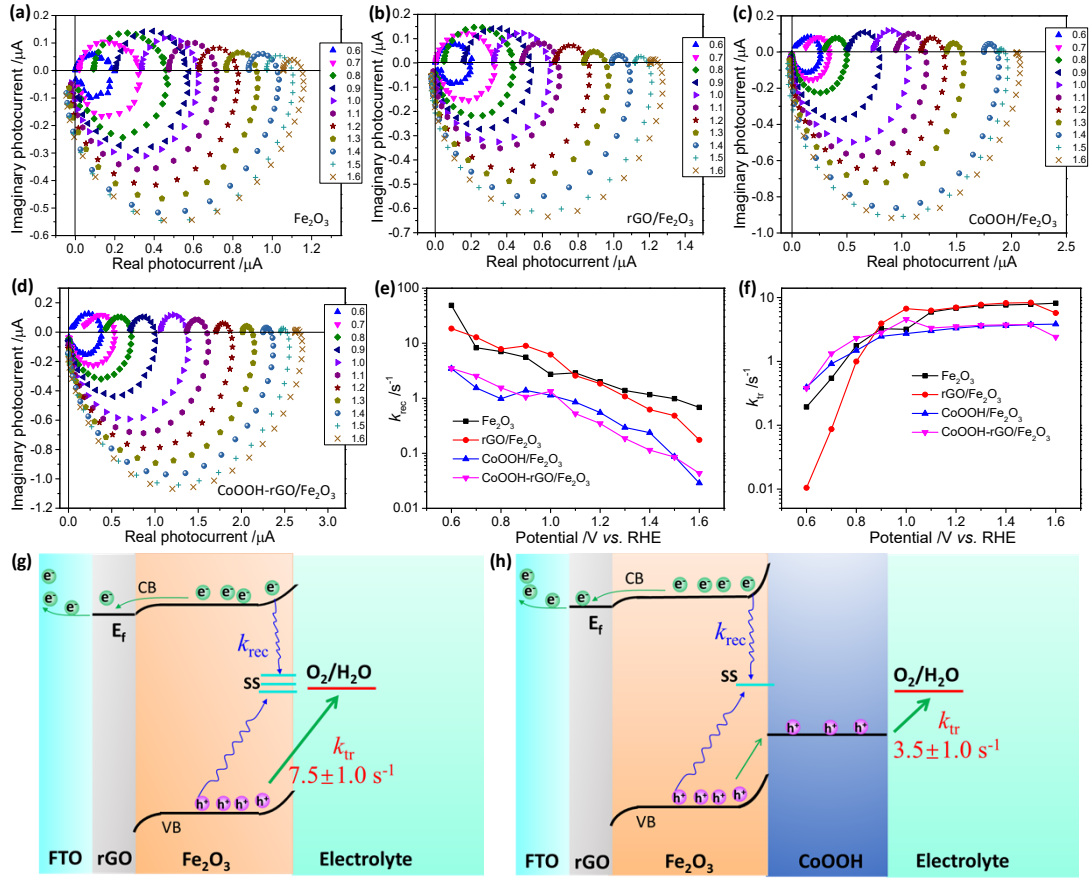 (a)
Imaginary photocurrent /µA
0.2
0.1
0.0
-0.1
-0.2
-0.3
-0.4
-0.5
-0.6
0.0 0.2 0.4 0.6 0.8 1.0 1.2 1.4
Real photocurrent /µA
0.6
0.7
0.8
0.9
1.0
1.1
1.2
1.3
1.4
1.5
1.6
Fe₂O₃
(b)
Imaginary photocurrent /µA
0.2
0.1
0.0
-0.1
-0.2
-0.3
-0.4
-0.5
-0.6
-0.7
0.0 0.2 0.4 0.6 0.8 1.0 1.2 1.4
Real photocurrent /µA
0.6
0.7
0.8
0.9
1.0
1.1
1.2
1.3
1.4
1.5
1.6
rGO/Fe₂O₃
(c)
Imaginary photocurrent /µA
0.2
0.0
-0.2
-0.4
-0.6
-0.8
-1.0
0.0 0.5 1.0 1.5 2.0 2.5
Real photocurrent /µA
0.6
0.7
0.8
0.9
1.0
1.1
1.2
1.3
1.4
1.5
1.6
CoOOH/Fe₂O₃
(d)
Imaginary photocurrent /µA
0.2
0.0
-0.2
-0.4
-0.6
-0.8
-1.0
-1.2
0.0 0.5 1.0 1.5 2.0 2.5 3.0
Real photocurrent /µA
0.6
0.7
0.8
0.9
1.0
1.1
1.2
1.3
1.4
1.5
1.6
CoOOH-rGO/Fe₂O₃
(e)
k_rec /s⁻¹
100
10
1
0.1
0.01
0.6 0.8 1.0 1.2 1.4 1.6
Potential /V vs. RHE
Fe₂O₃
rGO/Fe₂O₃
CoOOH/Fe₂O₃
CoOOH-rGO/Fe₂O₃
(f)
k_tr /s⁻¹
10
1
0.1
0.01
0.6 0.8 1.0 1.2 1.4 1.6
Potential /V vs. RHE
Fe₂O₃
rGO/Fe₂O₃
CoOOH/Fe₂O₃
CoOOH-rGO/Fe₂O₃
(g)
e⁻
e⁻
e⁻
e⁻
CB
e⁻ e⁻ e⁻ e⁻
E_f
k_rec
SS
O₂/H₂O
k_tr
7.5±1.0 s⁻¹
h⁺ h⁺ h⁺ h⁺
VB
FTO rGO Fe₂O₃ Electrolyte
(h)
e⁻
e⁻
e⁻
e⁻
CB
e⁻ e⁻ e⁻ e⁻
E_f
k_rec
SS
O₂/H₂O
h⁺ h⁺ h⁺
k_tr
3.5±1.0 s⁻¹
h⁺ h⁺ h⁺ h⁺
VB
FTO rGO Fe₂O₃ CoOOH Electrolyte